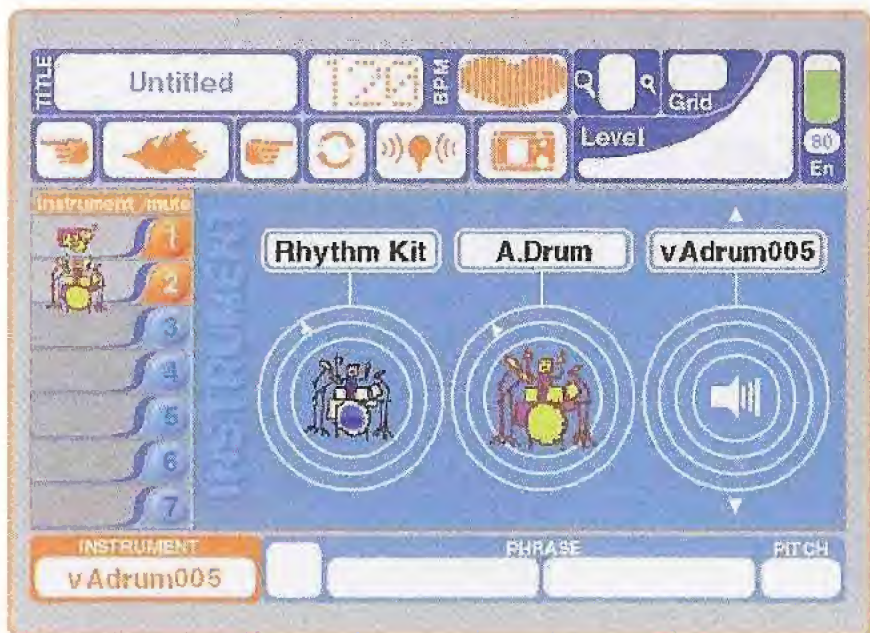 TITLE
Untitled
120
BPM
Grid
Level
80
En
Instrument mute
1
2
3
4
5
6
7
INSTRUMENT
Rhythm Kit
A.Drum
vAdrum005
INSTRUMENT
vAdrum005
PHRASE
PITCH